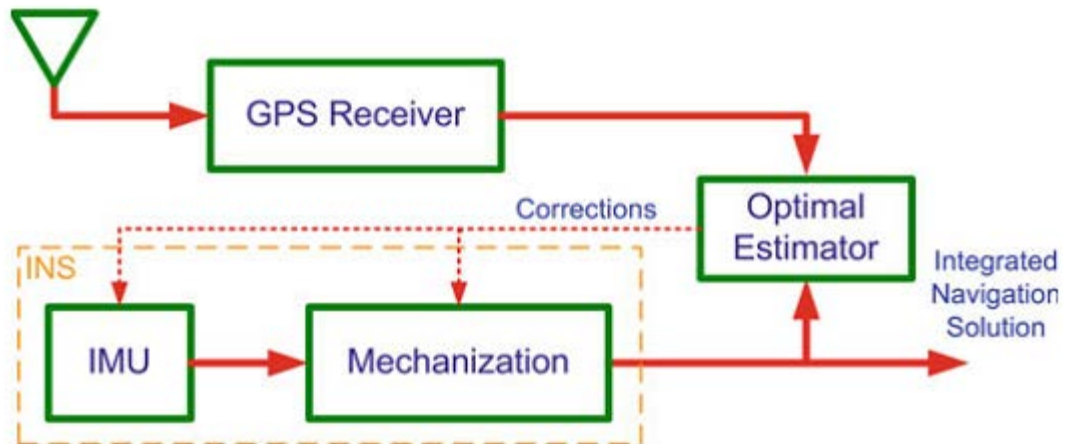 GPS Receiver
Corrections
Optimal
Estimator
INS
Integrated
Navigation
Solution
IMU
Mechanization